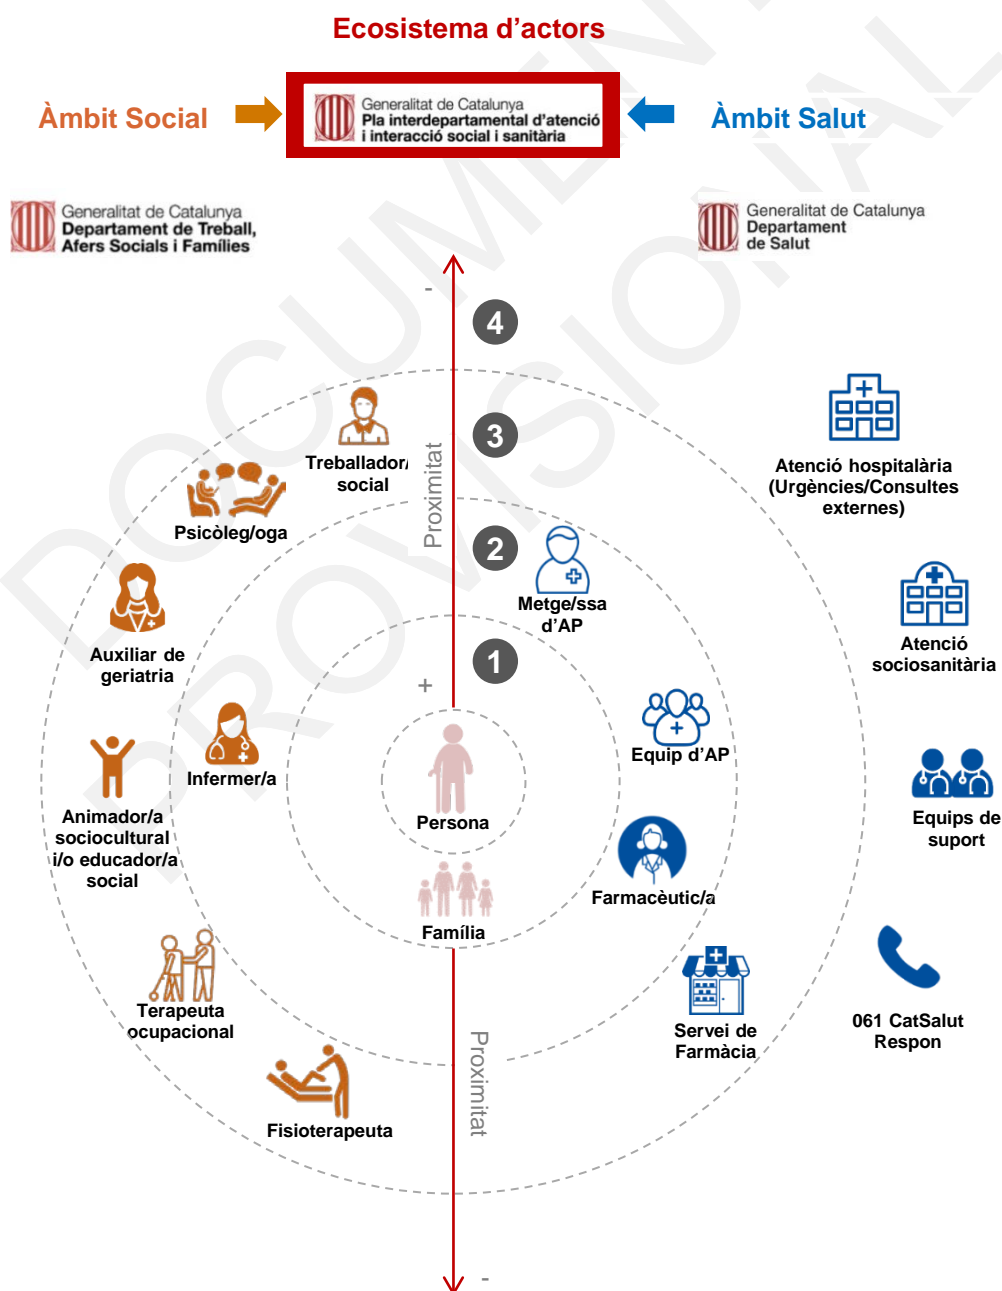 Ecosistema d'actors
Àmbit Social
Generalitat de Catalunya
Pla interdepartamental d'atenció
i interacció social i sanitària
Àmbit Salut
Generalitat de Catalunya
Departament de Treball,
Afers Socials i Famílies
Generalitat de Catalunya
Departament
de Salut
-
4
3
Proximitat
Treballador/
social
Psicòleg/oga
Atenció hospitalària
(Urgències/Consultes
externes)
2
Metge/ssa
d'AP
Auxiliar de
geriatria
Atenció
sociosanitària
1
+
Infermer/a
Equip d'AP
Persona
Animador/a
sociocultural
i/o educador/a
social
Equips de
suport
Farmacèutic/a
Família
Terapeuta
ocupacional
Servei de
Farmàcia
061 CatSalut
Respon
Proximitat
Fisioterapeuta
-
DOCUMENT
PROVISIONAL